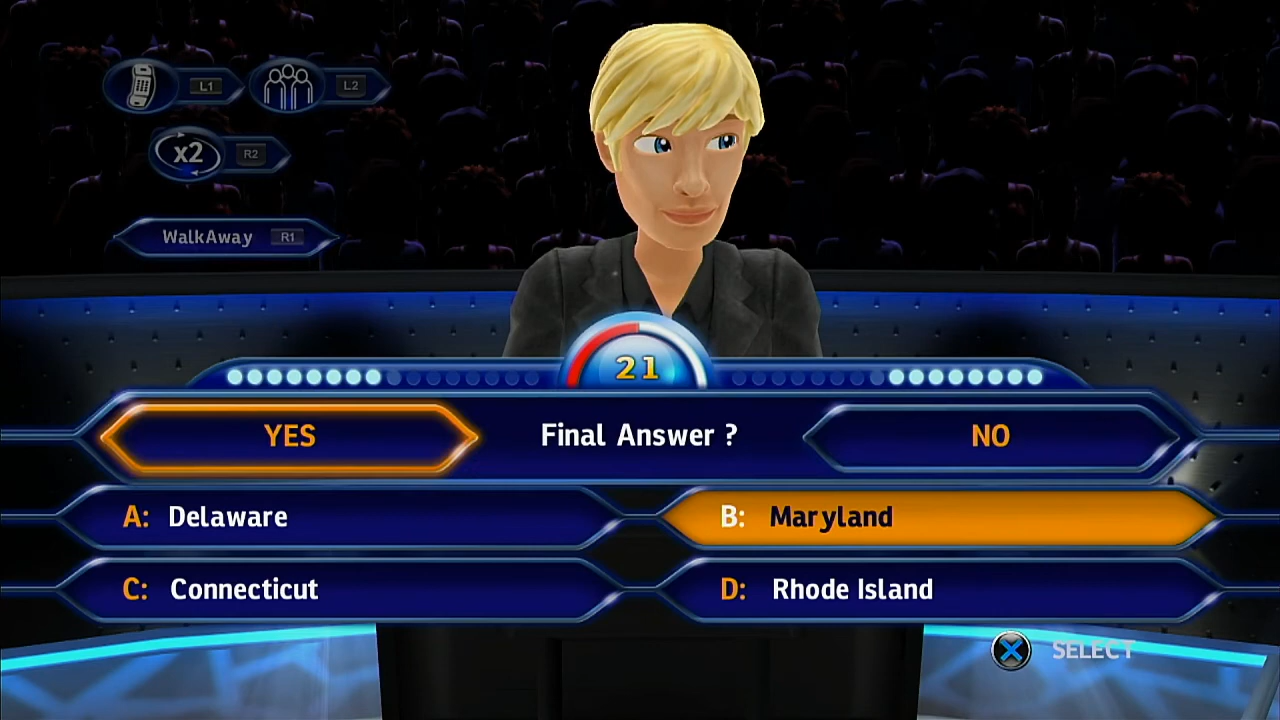 L1
L2
x2
R2
WalkAway R1
21
YES Final Answer ? NO
A: Delaware
B: Maryland
C: Connecticut
D: Rhode Island
SELECT